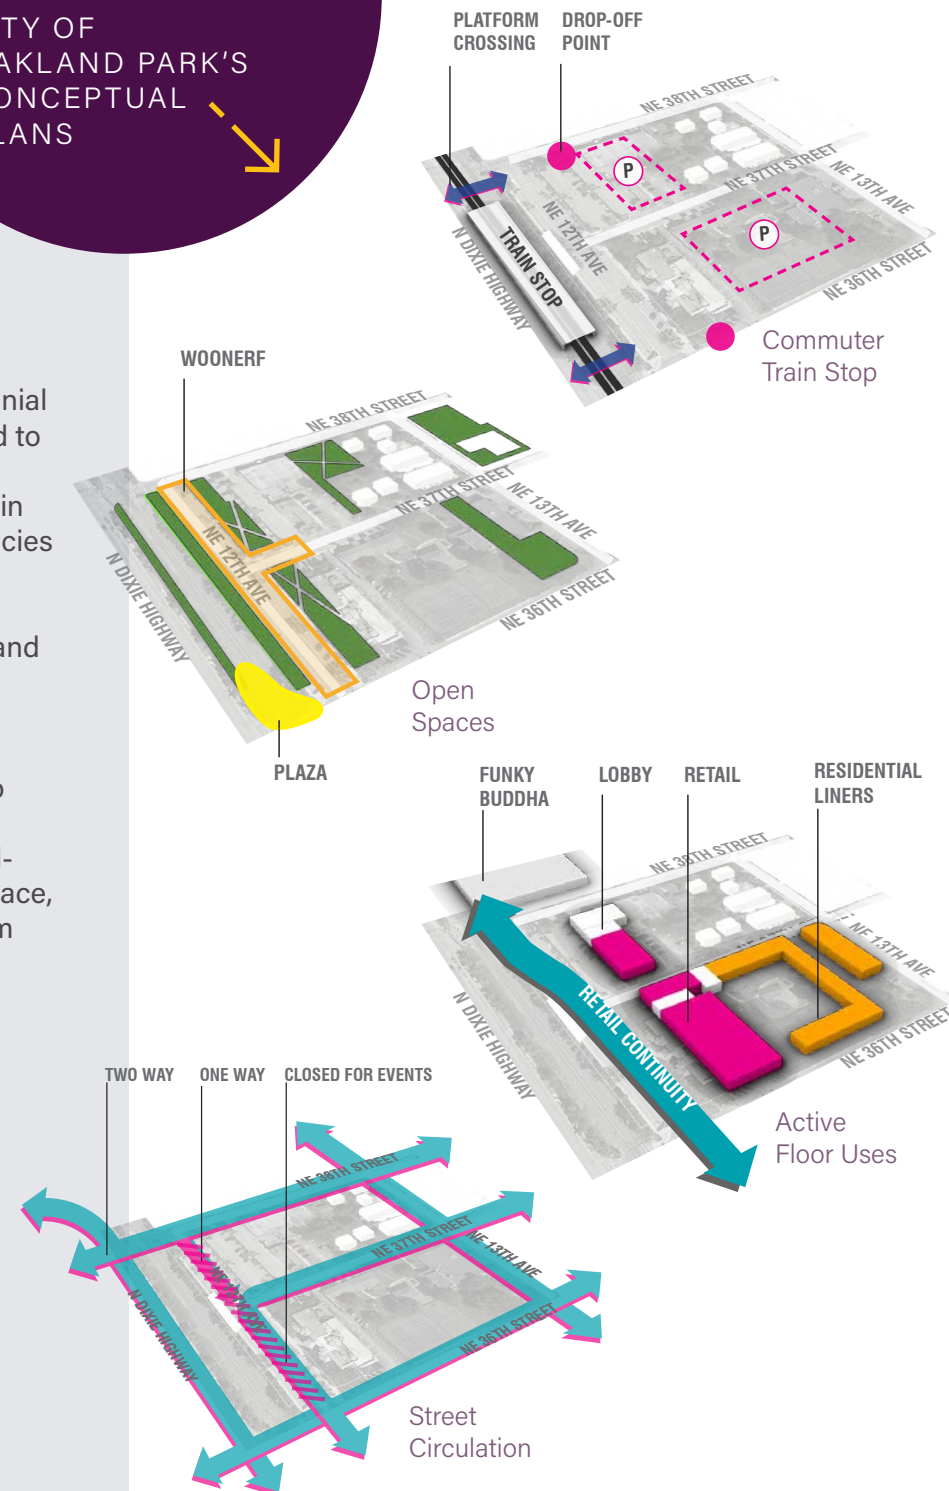 TY OF
AKLAND PARK'S
ONCEPTUAL
LANS
nial
d to
in
cies
and
o
l-
ace,
m
PLATFORM
CROSSING
DROP-OFF
POINT
NE 38TH STREET
P
NE 37TH STREET
NE 13TH AVE
NE 12TH AVE
P
TRAIN STOP
N DIXIE HIGHWAY
NE 36TH STREET
Commuter
Train Stop
WOONERF
NE 38TH STREET
NE 37TH STREET
NE 13TH AVE
NE 12TH AVE
N DIXIE HIGHWAY
NE 36TH STREET
Open
Spaces
PLAZA
FUNKY
BUDDHA
LOBBY
RETAIL
RESIDENTIAL
LINERS
NE 38TH STREET
NE 13TH AVE
RETAIL CONTINUITY
N DIXIE HIGHWAY
NE 36TH STREET
Active
Floor Uses
TWO WAY
ONE WAY
CLOSED FOR EVENTS
NE 38TH STREET
NE 37TH STREET
NE 13TH AVE
N DIXIE HIGHWAY
NE 36TH STREET
Street
Circulation